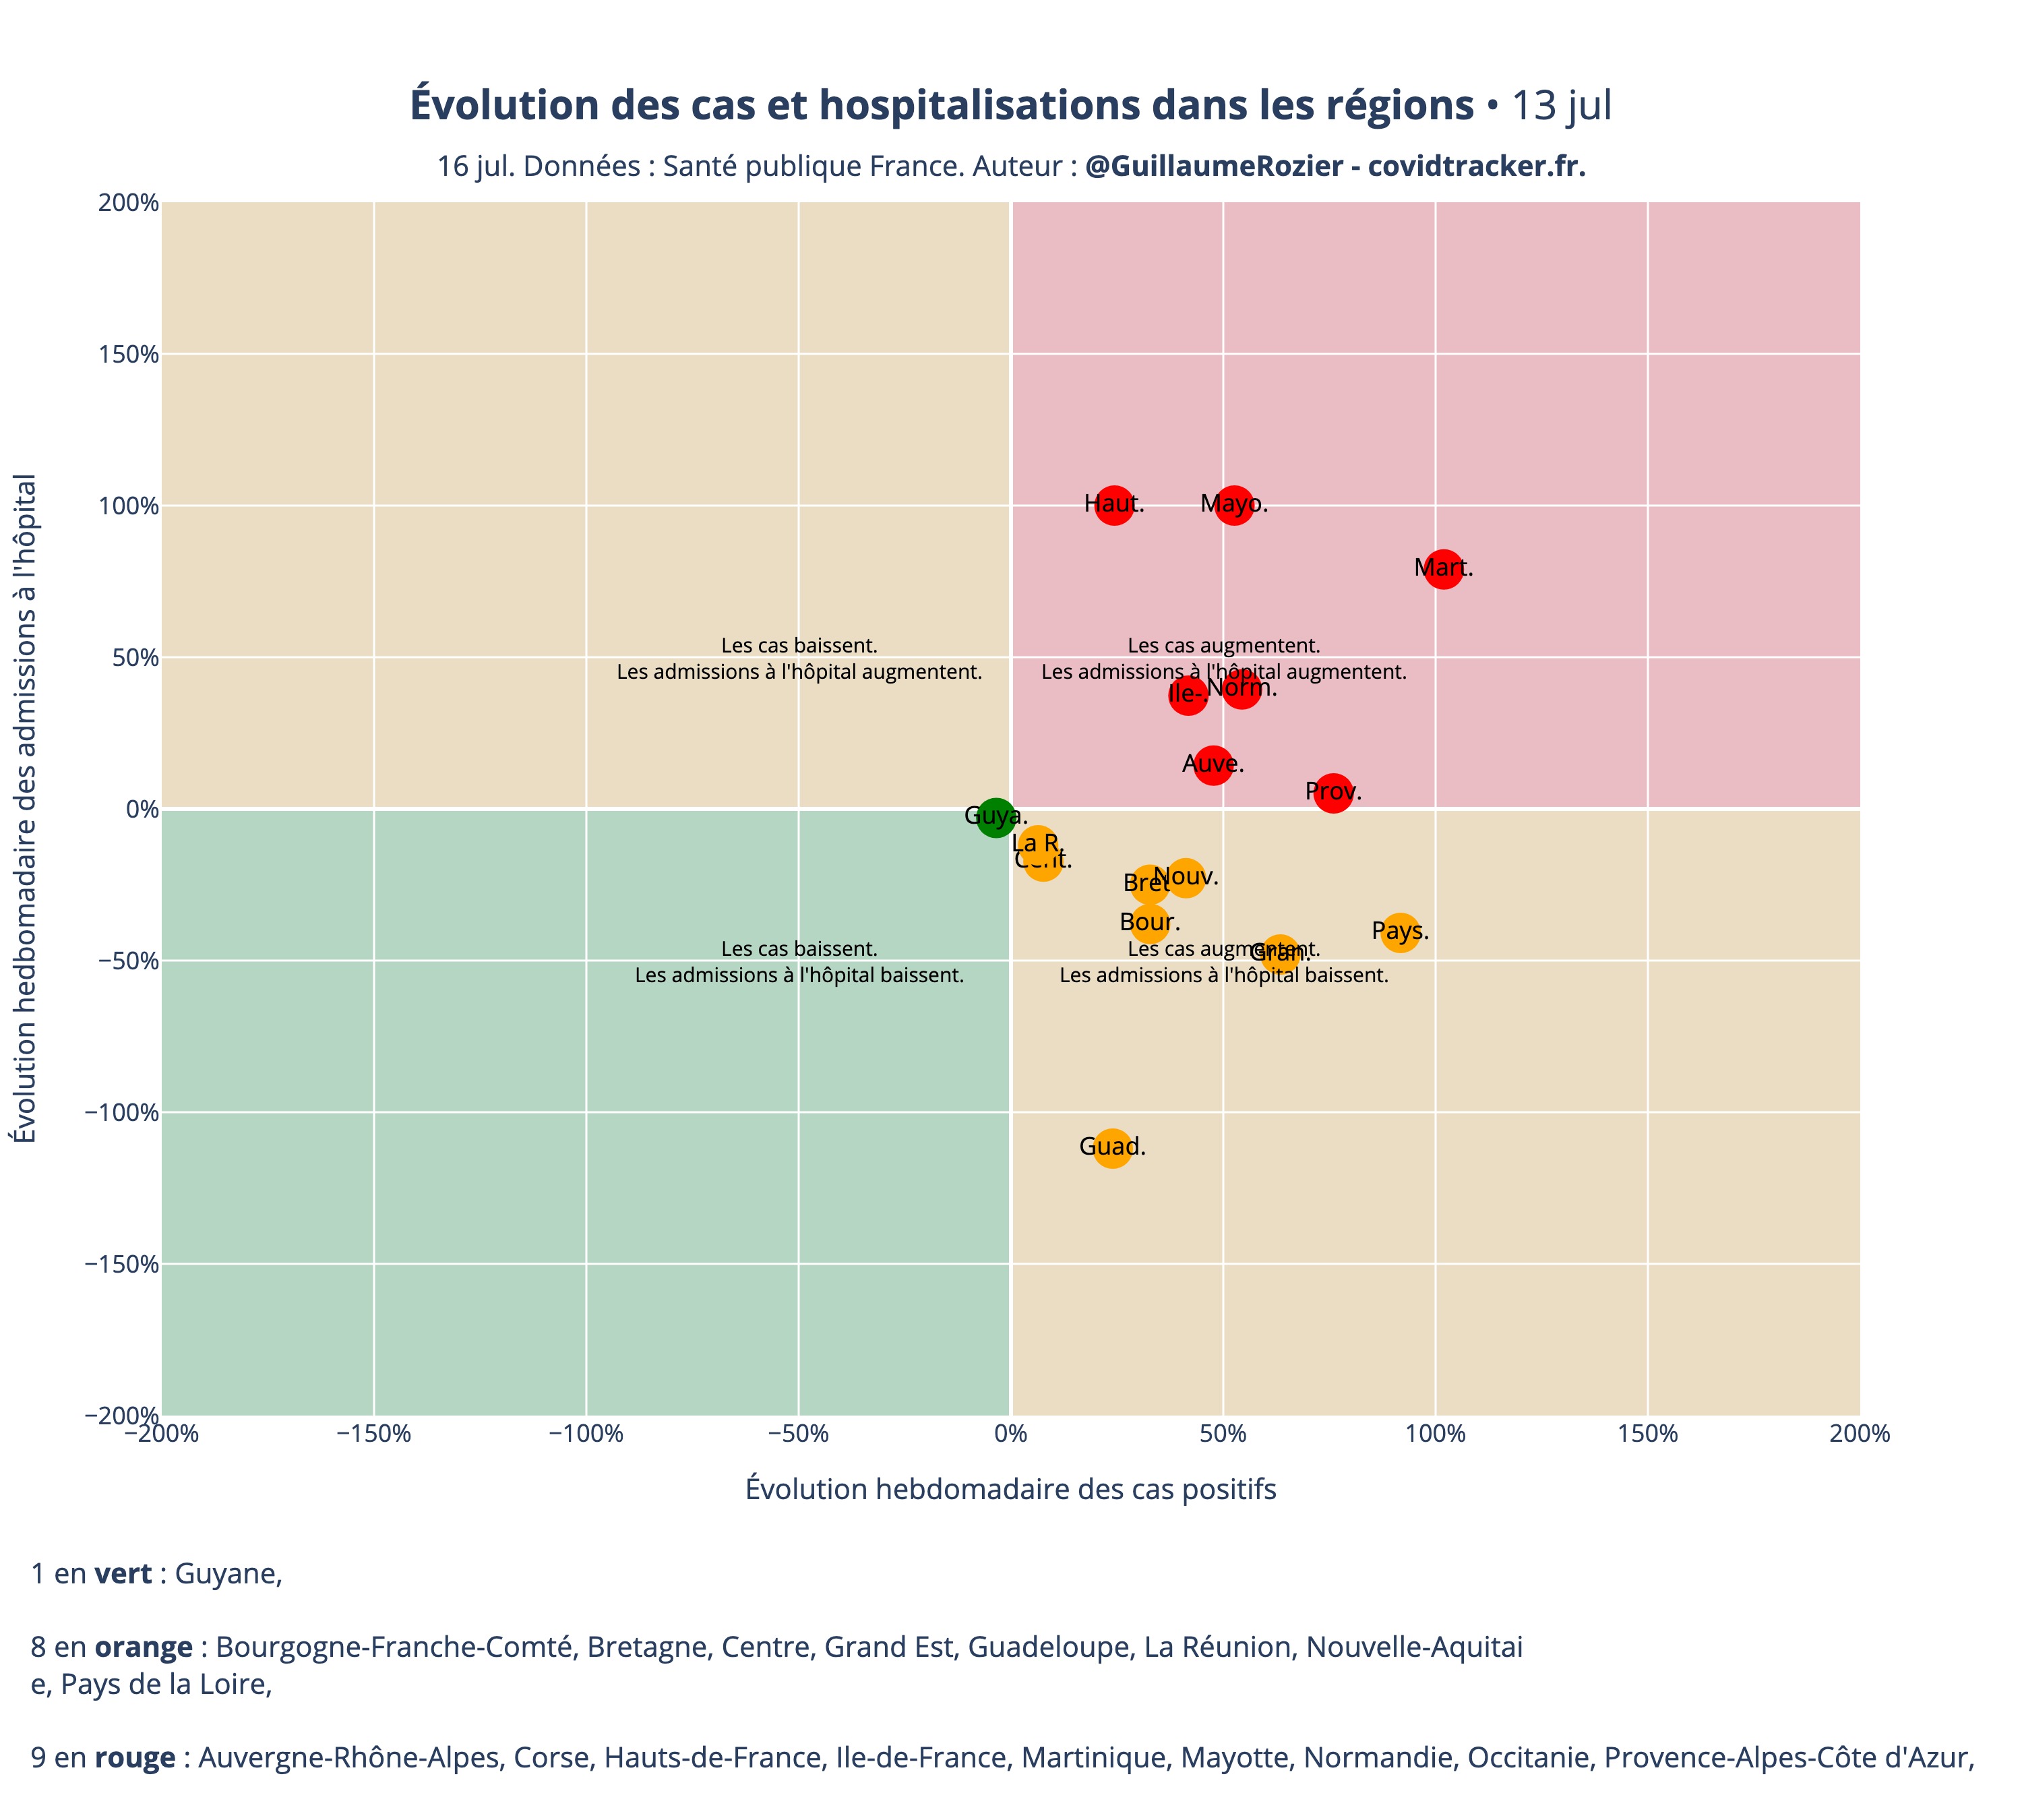 Évolution des cas et hospitalisations dans les régions • 13 jul
16 jul. Données : Santé publique France. Auteur : @GuillaumeRozier - covidtracker.fr.
Évolution hedbomadaire des admissions à l'hôpital
200%
150%
100%
50%
0%
−50%
−100%
−150%
−200%
Haut.
Mayo.
Mart.
Les cas baissent.
Les admissions à l'hôpital augmentent.
Les cas augmentent.
Les admissions à l'hôpital augmentent.
Ile-.
Norm.
Auve.
Prov.
Guya.
La R.
Cent.
Bret
Nouv.
Bour.
Pays.
Gran.
Les cas baissent.
Les admissions à l'hôpital baissent.
Les cas augmentent.
Les admissions à l'hôpital baissent.
Guad.
−200%
−150%
−100%
−50%
0%
50%
100%
150%
200%
Évolution hebdomadaire des cas positifs
1 en vert : Guyane,
8 en orange : Bourgogne-Franche-Comté, Bretagne, Centre, Grand Est, Guadeloupe, La Réunion, Nouvelle-Aquitai
e, Pays de la Loire,
9 en rouge : Auvergne-Rhône-Alpes, Corse, Hauts-de-France, Ile-de-France, Martinique, Mayotte, Normandie, Occitanie, Provence-Alpes-Côte d'Azur,